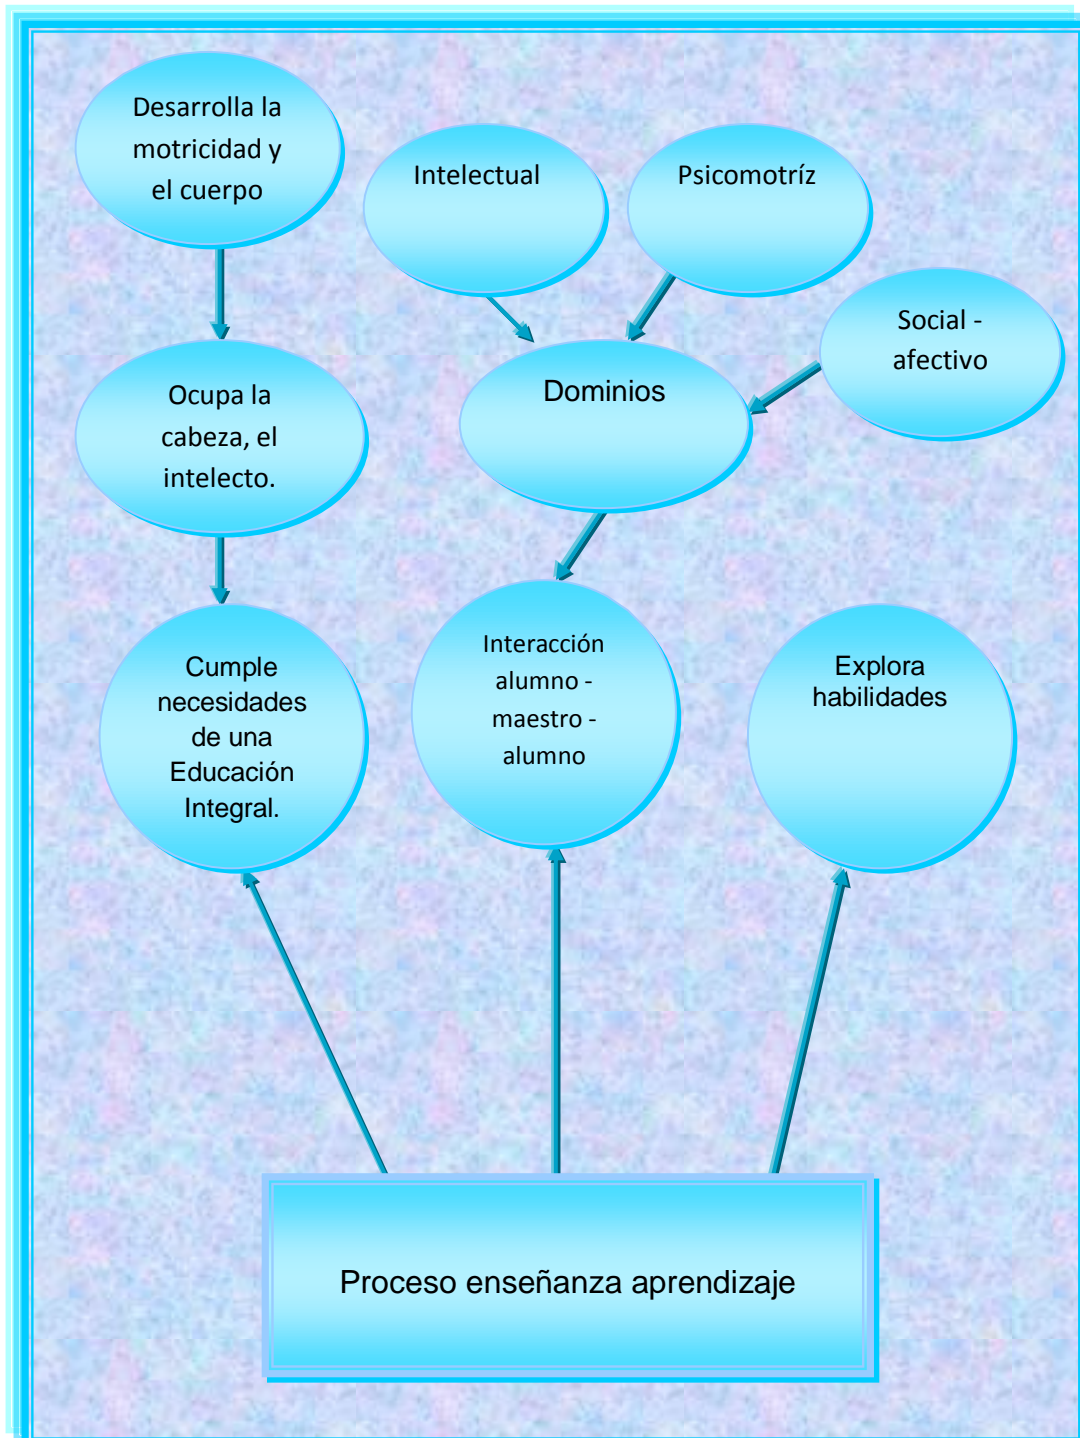 Desarrolla la
motricidad y
el cuerpo
Intelectual
Psicomotríz
Social -
afectivo
Ocupa la
cabeza, el
intelecto.
Dominios
Cumple
necesidades
de una
Educación
Integral.
Interacción
alumno -
maestro -
alumno
Explora
habilidades
Proceso enseñanza aprendizaje